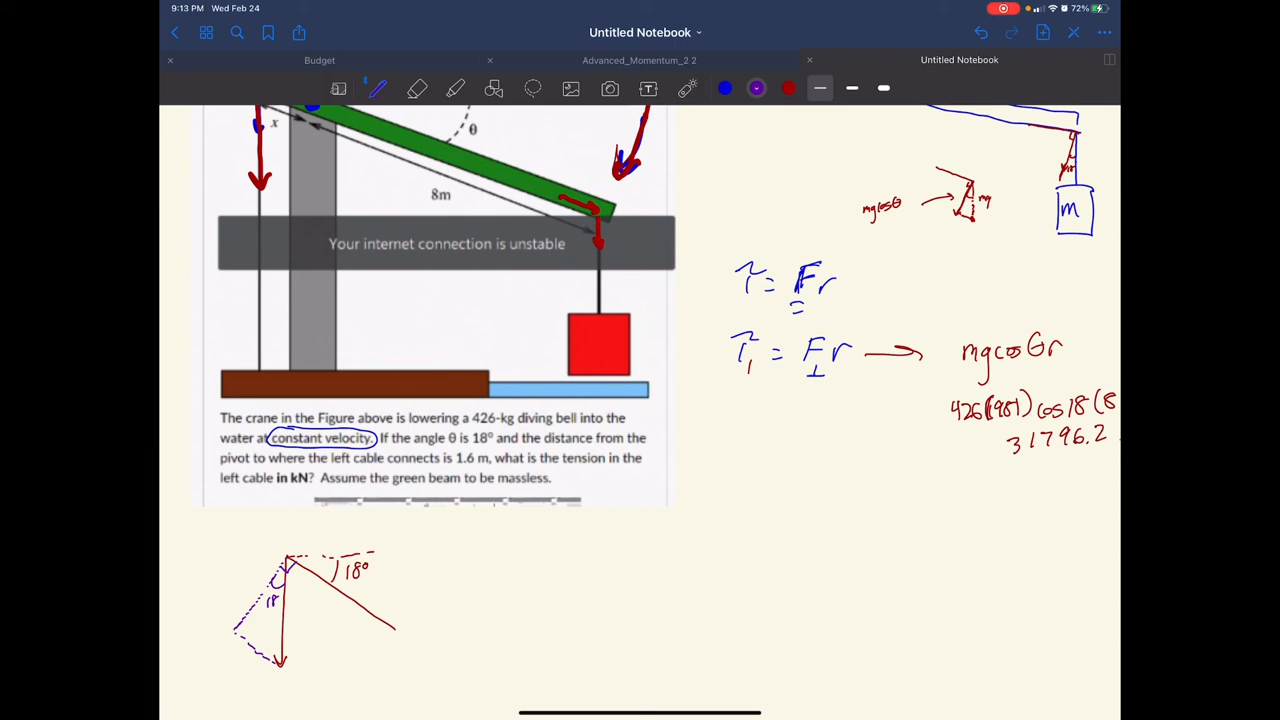 9:13 PM Wed Feb 24
72%
Untitled Notebook
Budget
Advanced_Momentum_2 2
Untitled Notebook
x
θ
8m
Your internet connection is unstable
mgcosθ
mg
m
τ = Fr
τ1 = F⊥r → mgcosθr
426(981) cos18 (8
31796.2
The crane in the Figure above is lowering a 426-kg diving bell into the
water at constant velocity. If the angle θ is 18° and the distance from the
pivot to where the left cable connects is 1.6 m, what is the tension in the
left cable in kN? Assume the green beam to be massless.
18°
18